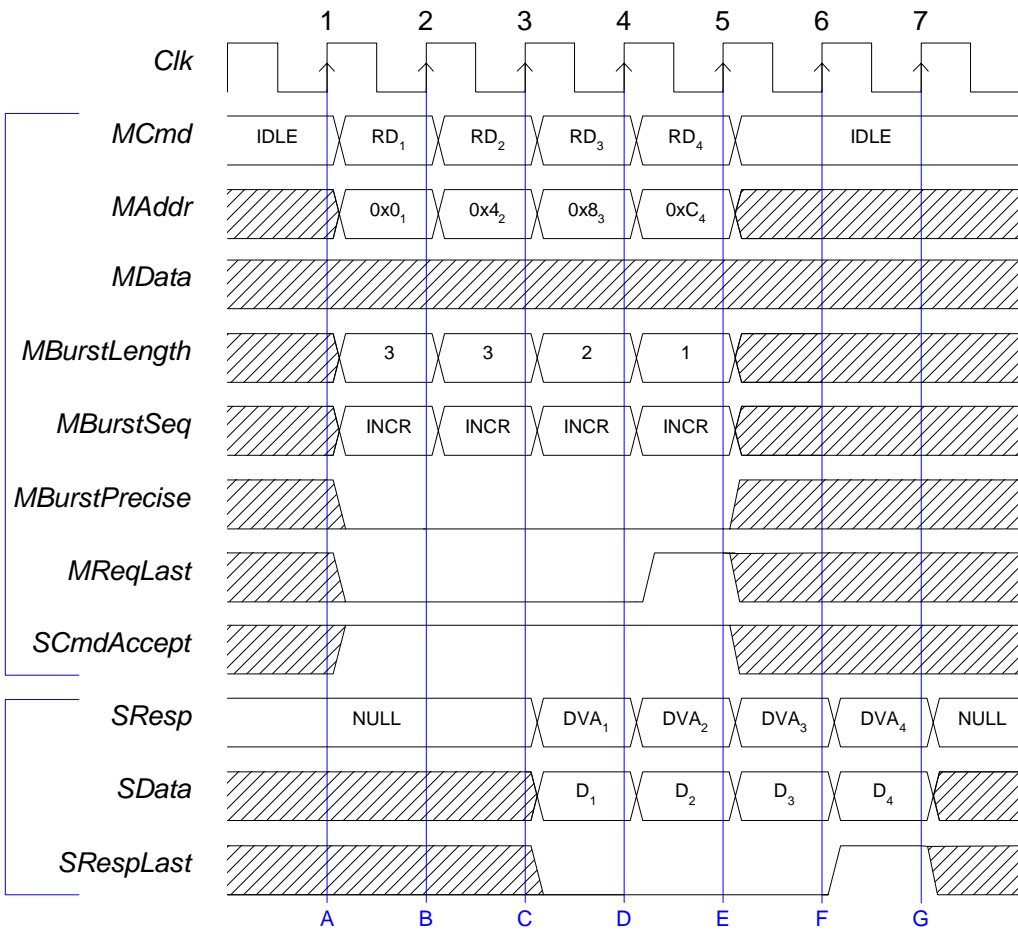 1 2 3 4 5 6 7
Clk
MCmd IDLE RD₁ RD₂ RD₃ RD₄ IDLE
MAddr 0x0₁ 0x4₂ 0x8₃ 0xC₄
MData
MBurstLength 3 3 2 1
MBurstSeq INCR INCR INCR INCR
MBurstPrecise
MReqLast
SCmdAccept
SResp NULL DVA₁ DVA₂ DVA₃ DVA₄ NULL
SData D₁ D₂ D₃ D₄
SRespLast
A B C D E F G